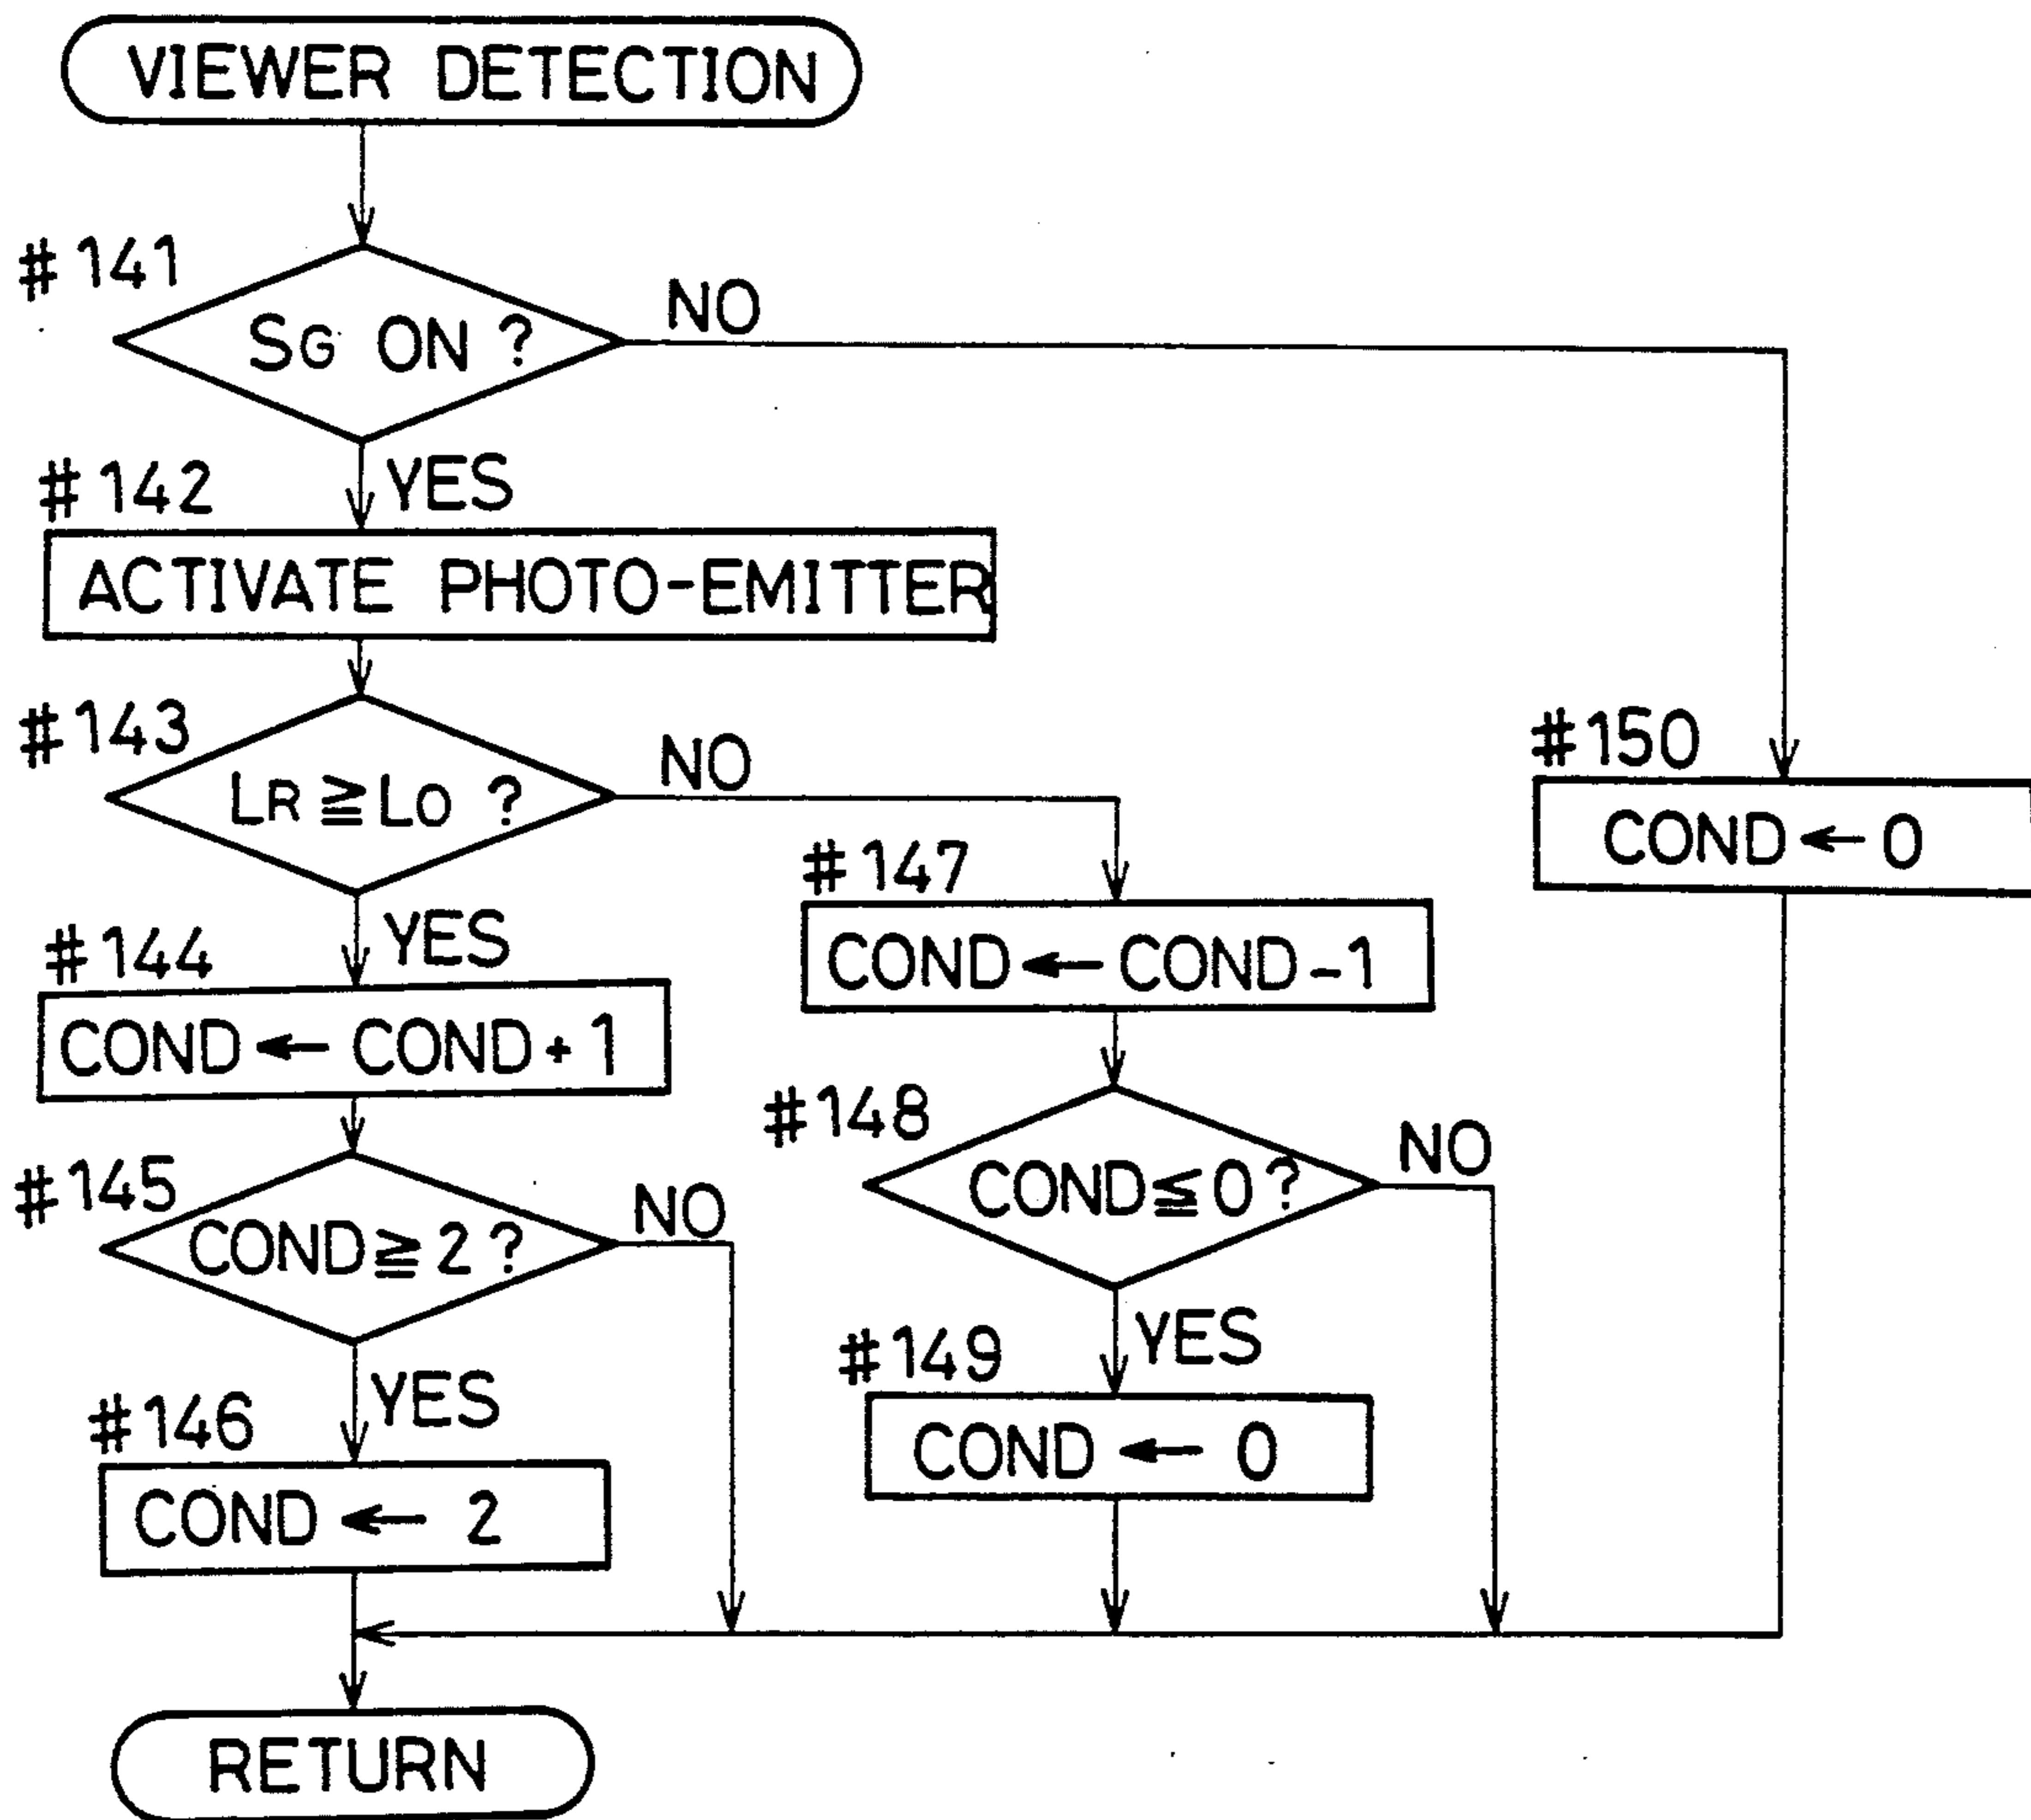 VIEWER DETECTION
#141
SG ON ?
NO
YES
#142
ACTIVATE PHOTO-EMITTER
#143
LR ≧ LO ?
NO
YES
#144
COND ← COND + 1
#145
COND ≧ 2 ?
NO
YES
#146
COND ← 2
#147
COND ← COND - 1
#148
COND ≦ 0 ?
NO
YES
#149
COND ← 0
#150
COND ← 0
RETURN